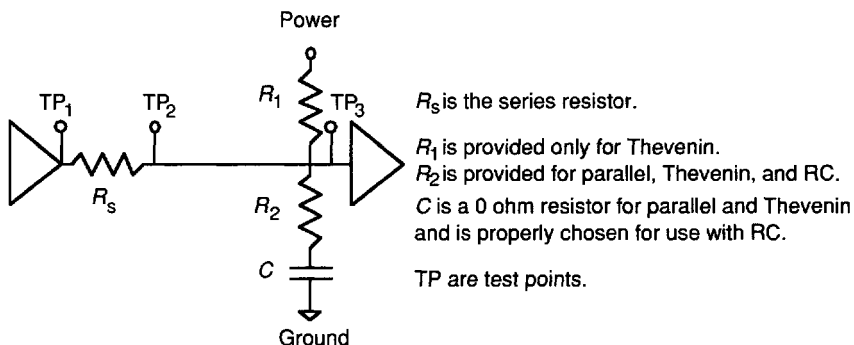 Power
R1
TP1
TP2
TP3
Rs
R2
C
Ground
Rs is the series resistor.
R1 is provided only for Thevenin.
R2 is provided for parallel, Thevenin, and RC.
C is a 0 ohm resistor for parallel and Thevenin
and is properly chosen for use with RC.
TP are test points.